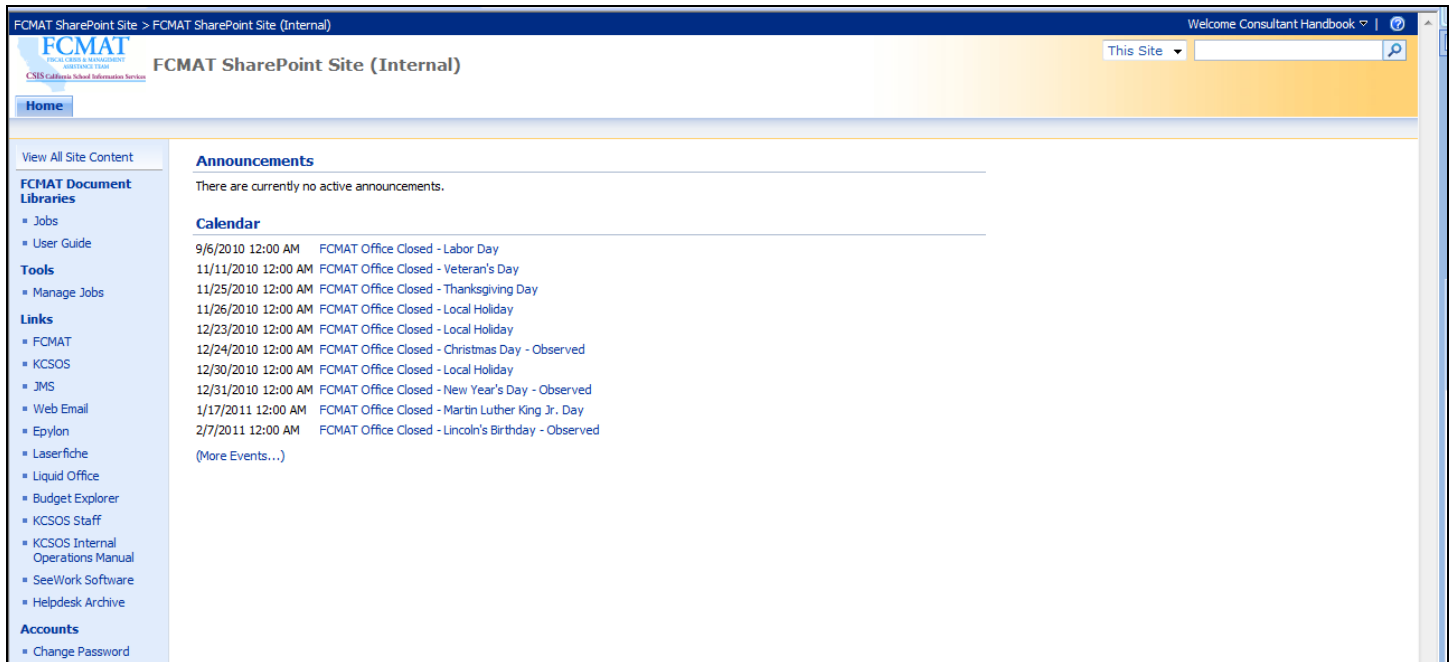 FCMAT SharePoint Site > FCMAT SharePoint Site (Internal)
Welcome Consultant Handbook
FCMAT
FISCAL CRISIS & MANAGEMENT
ASSISTANCE TEAM
CSIS California School Information Services
FCMAT SharePoint Site (Internal)
This Site
Home
View All Site Content
FCMAT Document
Libraries
Jobs
User Guide
Tools
Manage Jobs
Links
FCMAT
KCSOS
JMS
Web Email
Epylon
Laserfiche
Liquid Office
Budget Explorer
KCSOS Staff
KCSOS Internal
Operations Manual
SeeWork Software
Helpdesk Archive
Accounts
Change Password
Announcements
There are currently no active announcements.
Calendar
9/6/2010 12:00 AM FCMAT Office Closed - Labor Day
11/11/2010 12:00 AM FCMAT Office Closed - Veteran's Day
11/25/2010 12:00 AM FCMAT Office Closed - Thanksgiving Day
11/26/2010 12:00 AM FCMAT Office Closed - Local Holiday
12/23/2010 12:00 AM FCMAT Office Closed - Local Holiday
12/24/2010 12:00 AM FCMAT Office Closed - Christmas Day - Observed
12/30/2010 12:00 AM FCMAT Office Closed - Local Holiday
12/31/2010 12:00 AM FCMAT Office Closed - New Year's Day - Observed
1/17/2011 12:00 AM FCMAT Office Closed - Martin Luther King Jr. Day
2/7/2011 12:00 AM FCMAT Office Closed - Lincoln's Birthday - Observed
(More Events...)